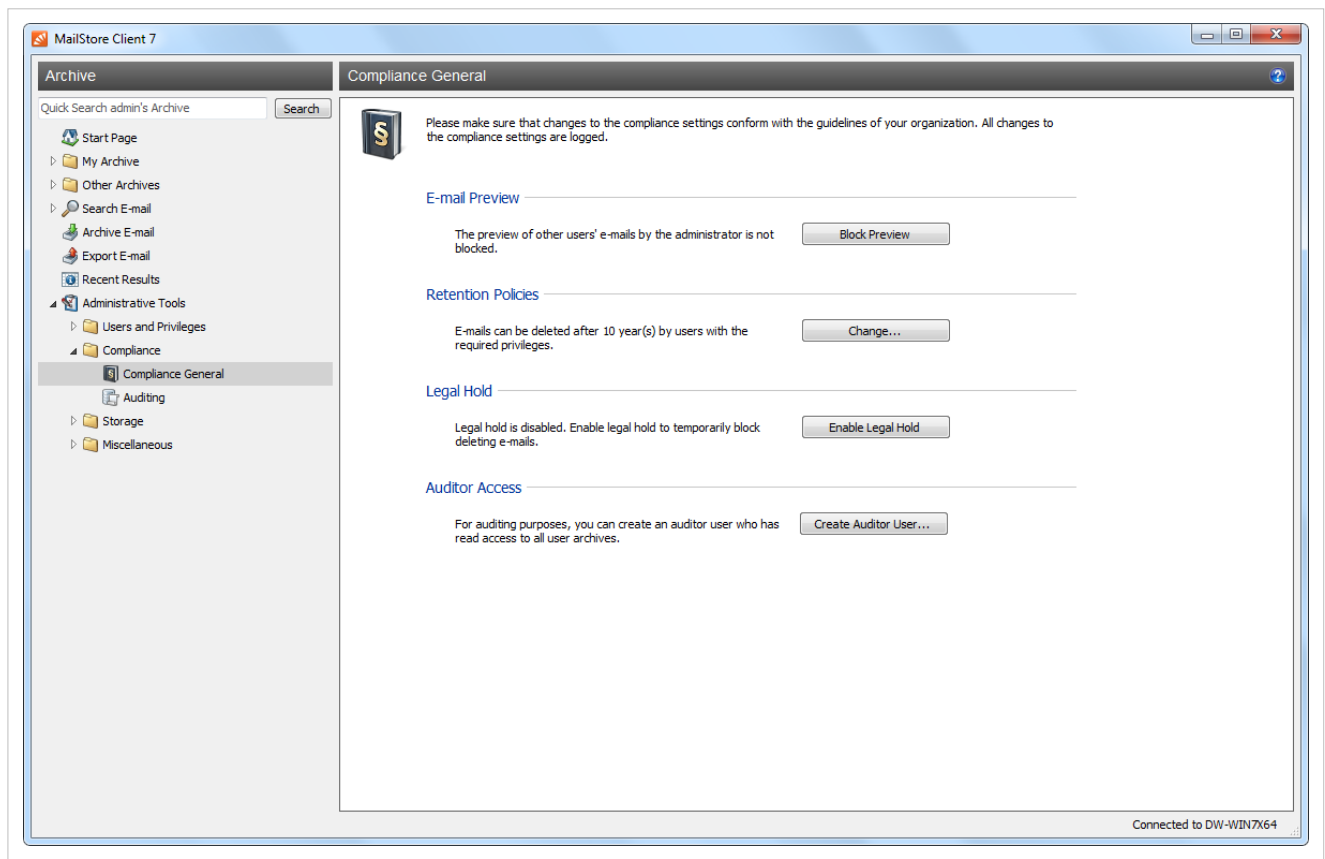 MailStore Client 7
Archive
Quick Search admin's Archive
Search
Start Page
My Archive
Other Archives
Search E-mail
Archive E-mail
Export E-mail
Recent Results
Administrative Tools
Users and Privileges
Compliance
Compliance General
Auditing
Storage
Miscellaneous
Compliance General
?
§
Please make sure that changes to the compliance settings conform with the guidelines of your organization. All changes to
the compliance settings are logged.
E-mail Preview
The preview of other users' e-mails by the administrator is not
blocked.
Block Preview
Retention Policies
E-mails can be deleted after 10 year(s) by users with the
required privileges.
Change...
Legal Hold
Legal hold is disabled. Enable legal hold to temporarily block
deleting e-mails.
Enable Legal Hold
Auditor Access
For auditing purposes, you can create an auditor user who has
read access to all user archives.
Create Auditor User...
Connected to DW-WIN7X64